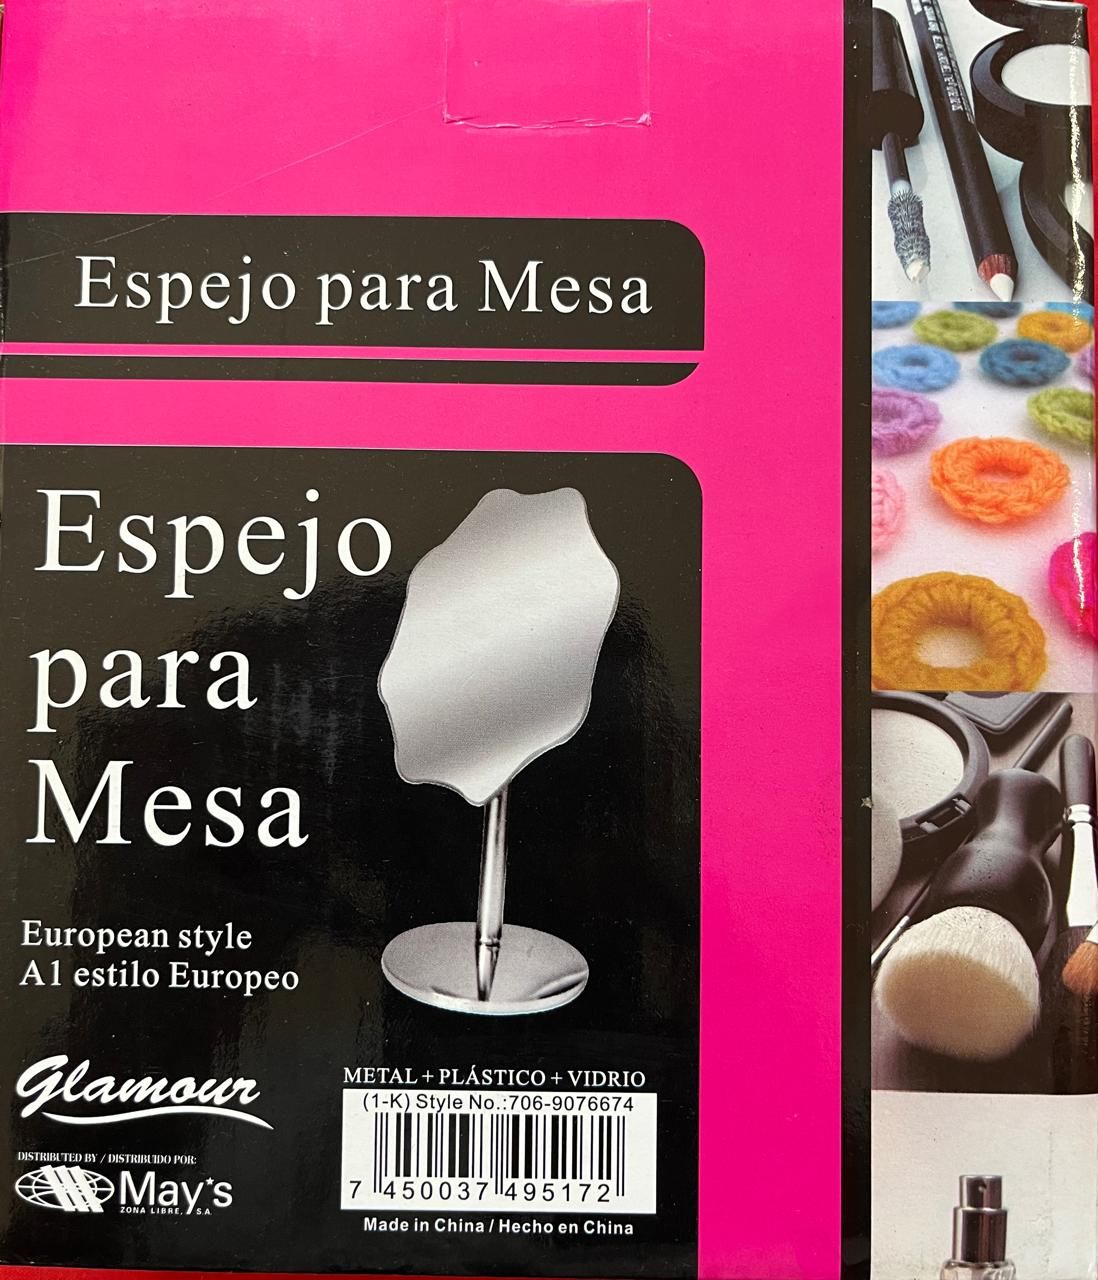 Espejo para Mesa
Espejo
para
Mesa
European style
A1 estilo Europeo
Glamour
DISTRIBUTED BY / DISTRIBUIDO POR:
May's
ZONA LIBRE, S.A.
METAL + PLÁSTICO + VIDRIO
(1-K) Style No.:706-9076674
7 450037 495172
Made in China / Hecho en China